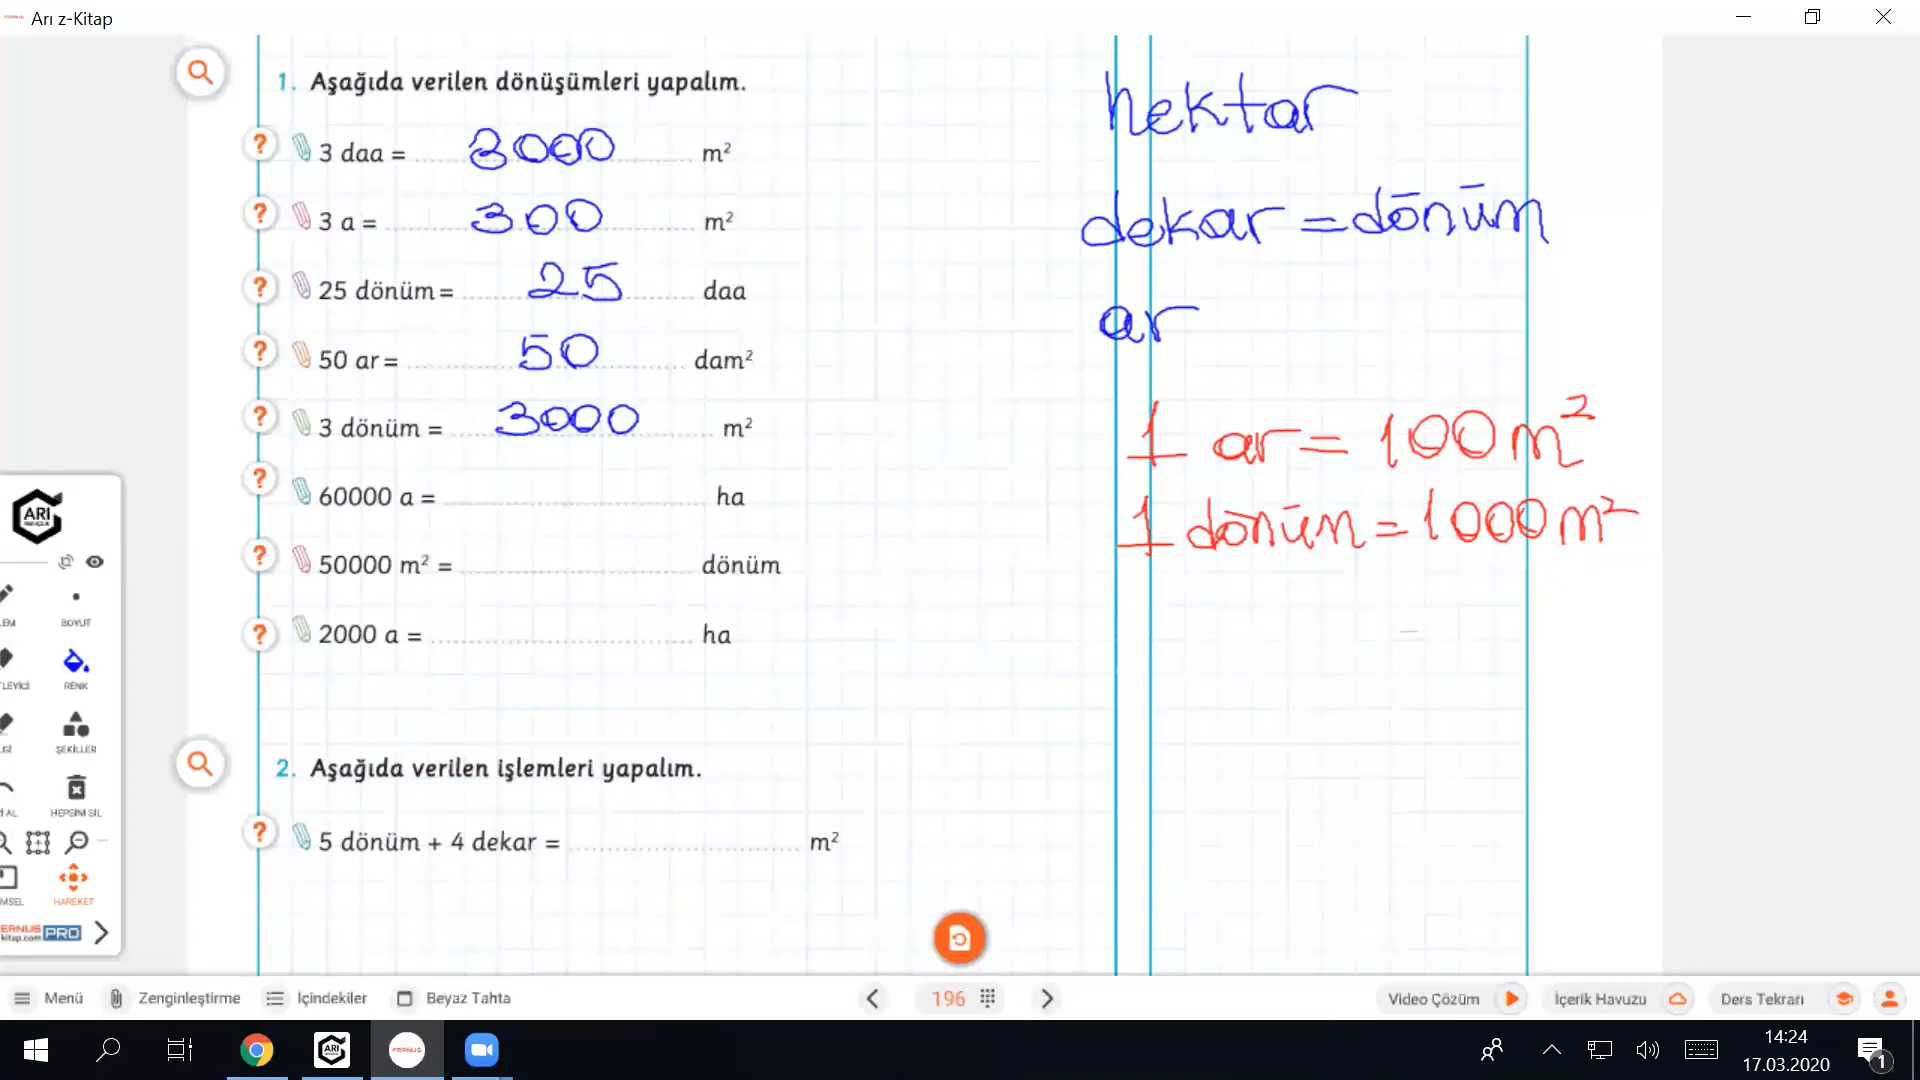 Arı z-Kitap
1. Aşağıda verilen dönüşümleri yapalım.
3 daa = 3000 m²
3 a = 300 m²
25 dönüm = 25 daa
50 ar = 50 dam²
3 dönüm = 3000 m²
60000 a = ha
50000 m² = dönüm
2000 a = ha
2. Aşağıda verilen işlemleri yapalım.
5 dönüm + 4 dekar = m²
hektar
dekar = dönüm
ar
1 ar = 100 m²
1 dönüm = 1000 m²
ARI
BOYUT
RENK
ŞEKİLLER
HEPSİNİ SİL
HAREKET
PRO
Menü Zenginleştirme İçindekiler Beyaz Tahta 196 Video Çözüm İçerik Havuzu Ders Tekrarı
14:24
17.03.2020
1